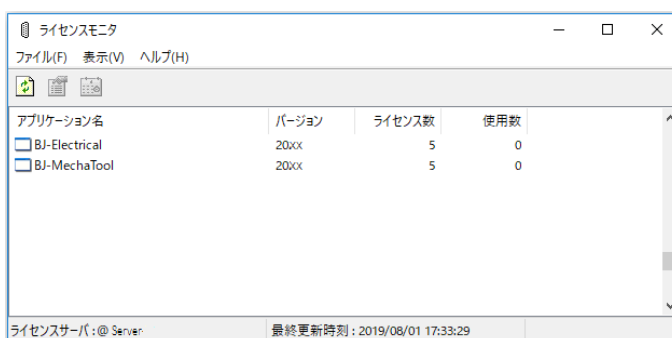 ライセンスモニタ
ファイル(F) 表示(V) ヘルプ(H)
アプリケーション名 バージョン ライセンス数 使用数
BJ-Electrical 20xx 5 0
BJ-MechaTool 20xx 5 0
ライセンスサーバ : @ Server 最終更新時刻 : 2019/08/01 17:33:29